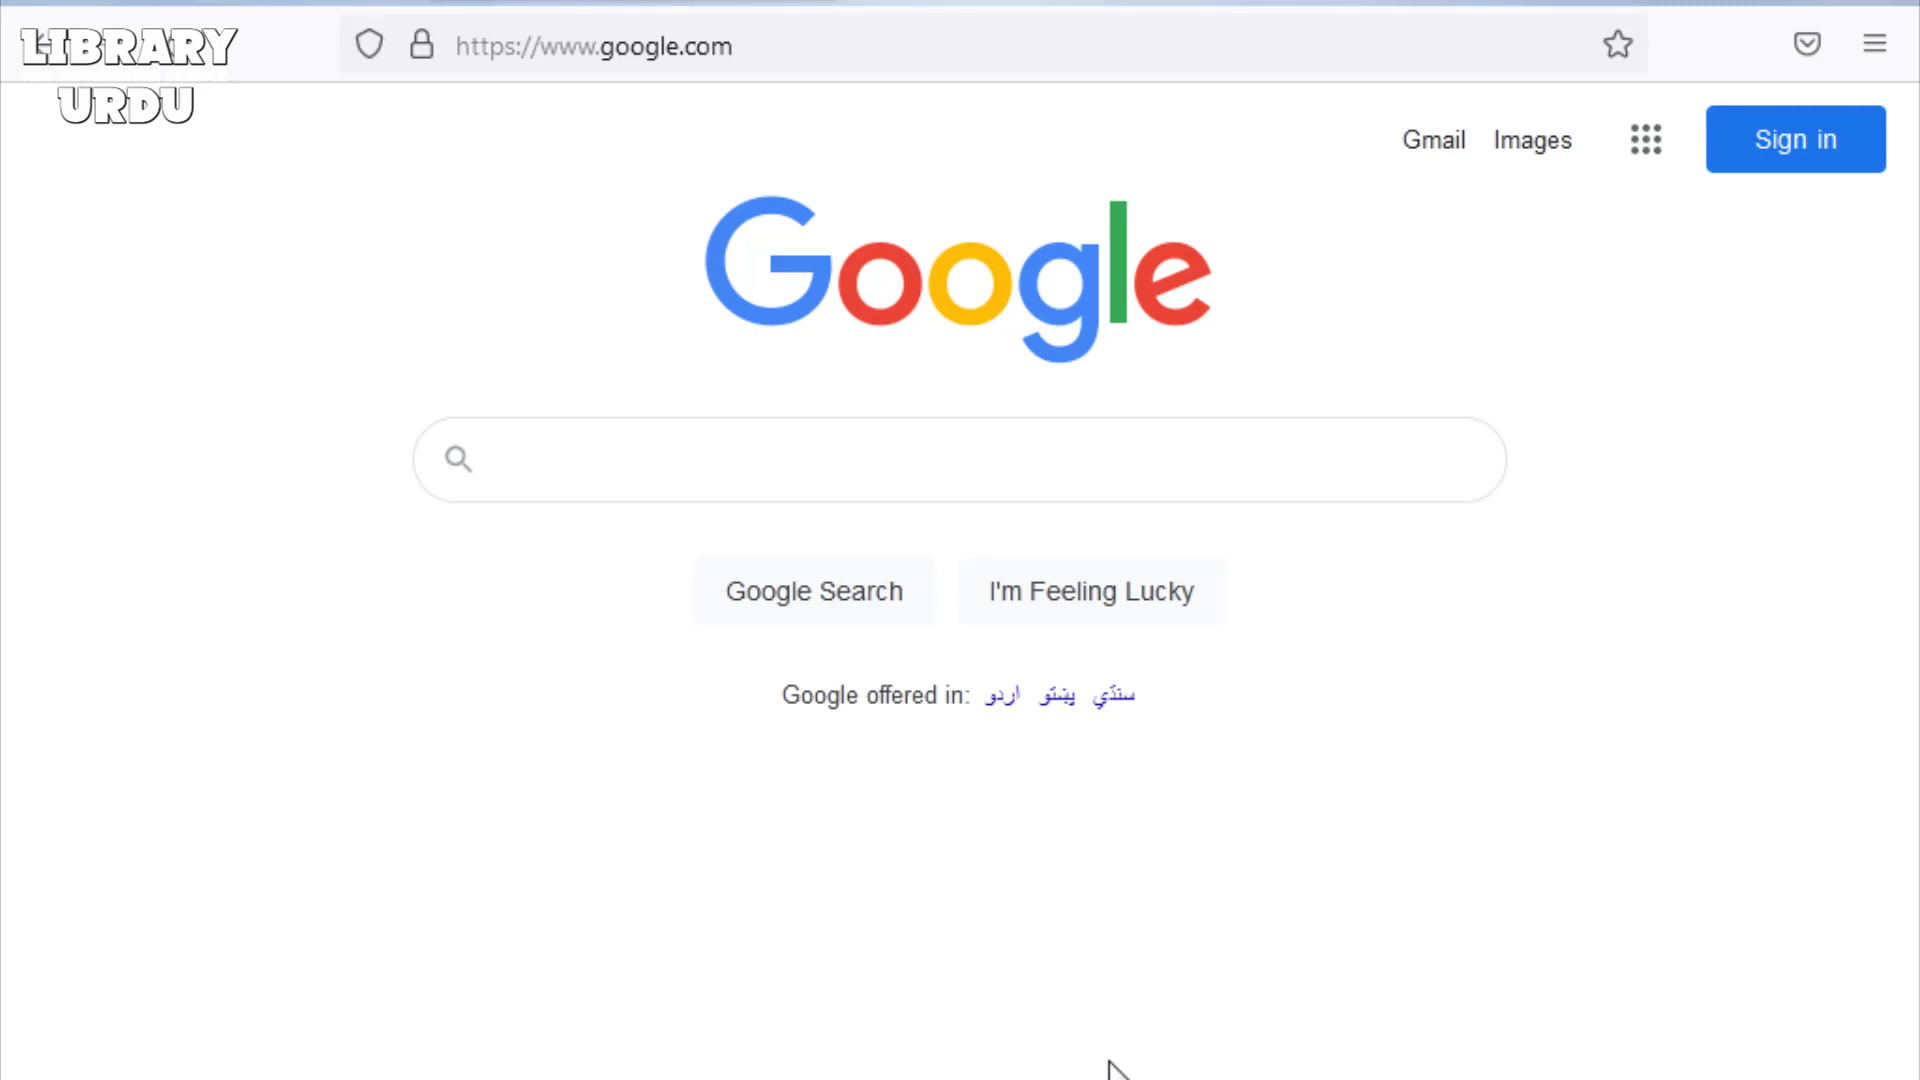 LIBRARY
URDU
https://www.google.com
Gmail Images
Sign in
Google
Google Search I'm Feeling Lucky
Google offered in: اردو پښتو سنڌي